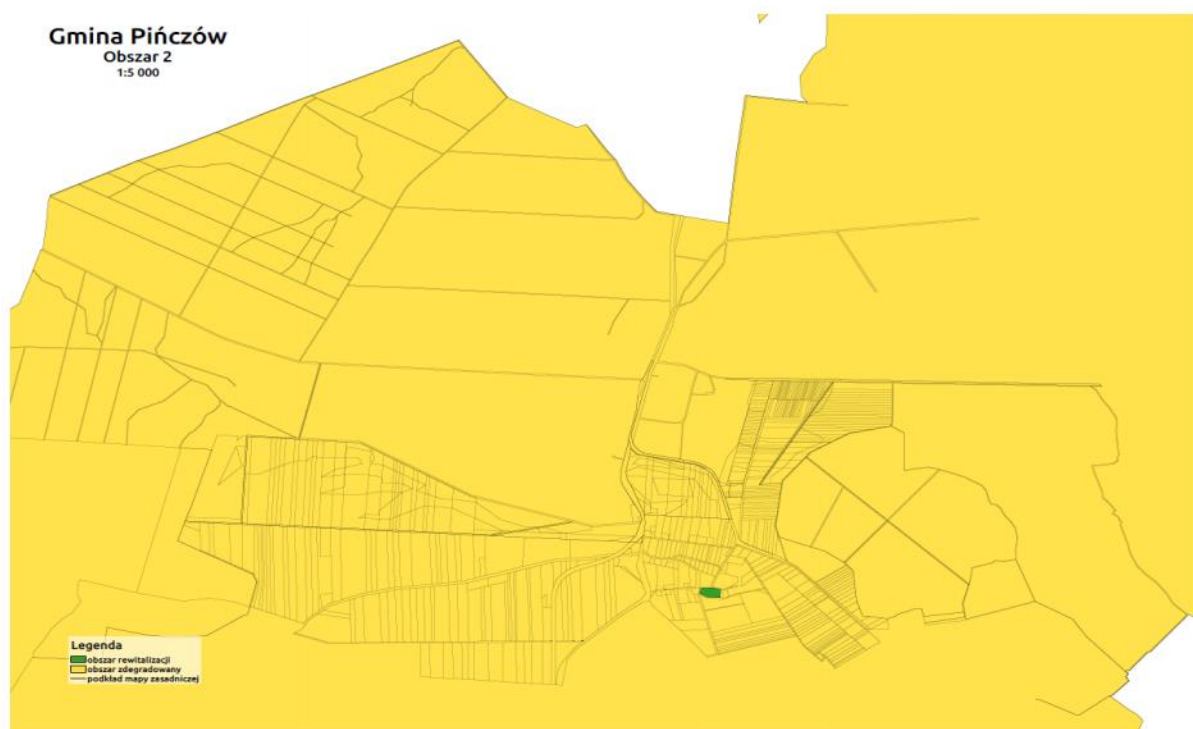 Gmina Pińczów
Obszar 2
1:5 000
Legenda
obszar rewitalizacji
obszar zdegradowany
podkład mapy zasadniczej